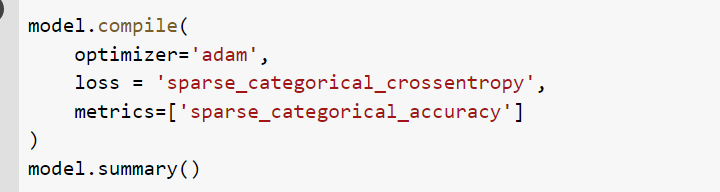 model.compile(
    optimizer='adam',
    loss = 'sparse_categorical_crossentropy',
    metrics=['sparse_categorical_accuracy']
)
model.summary()